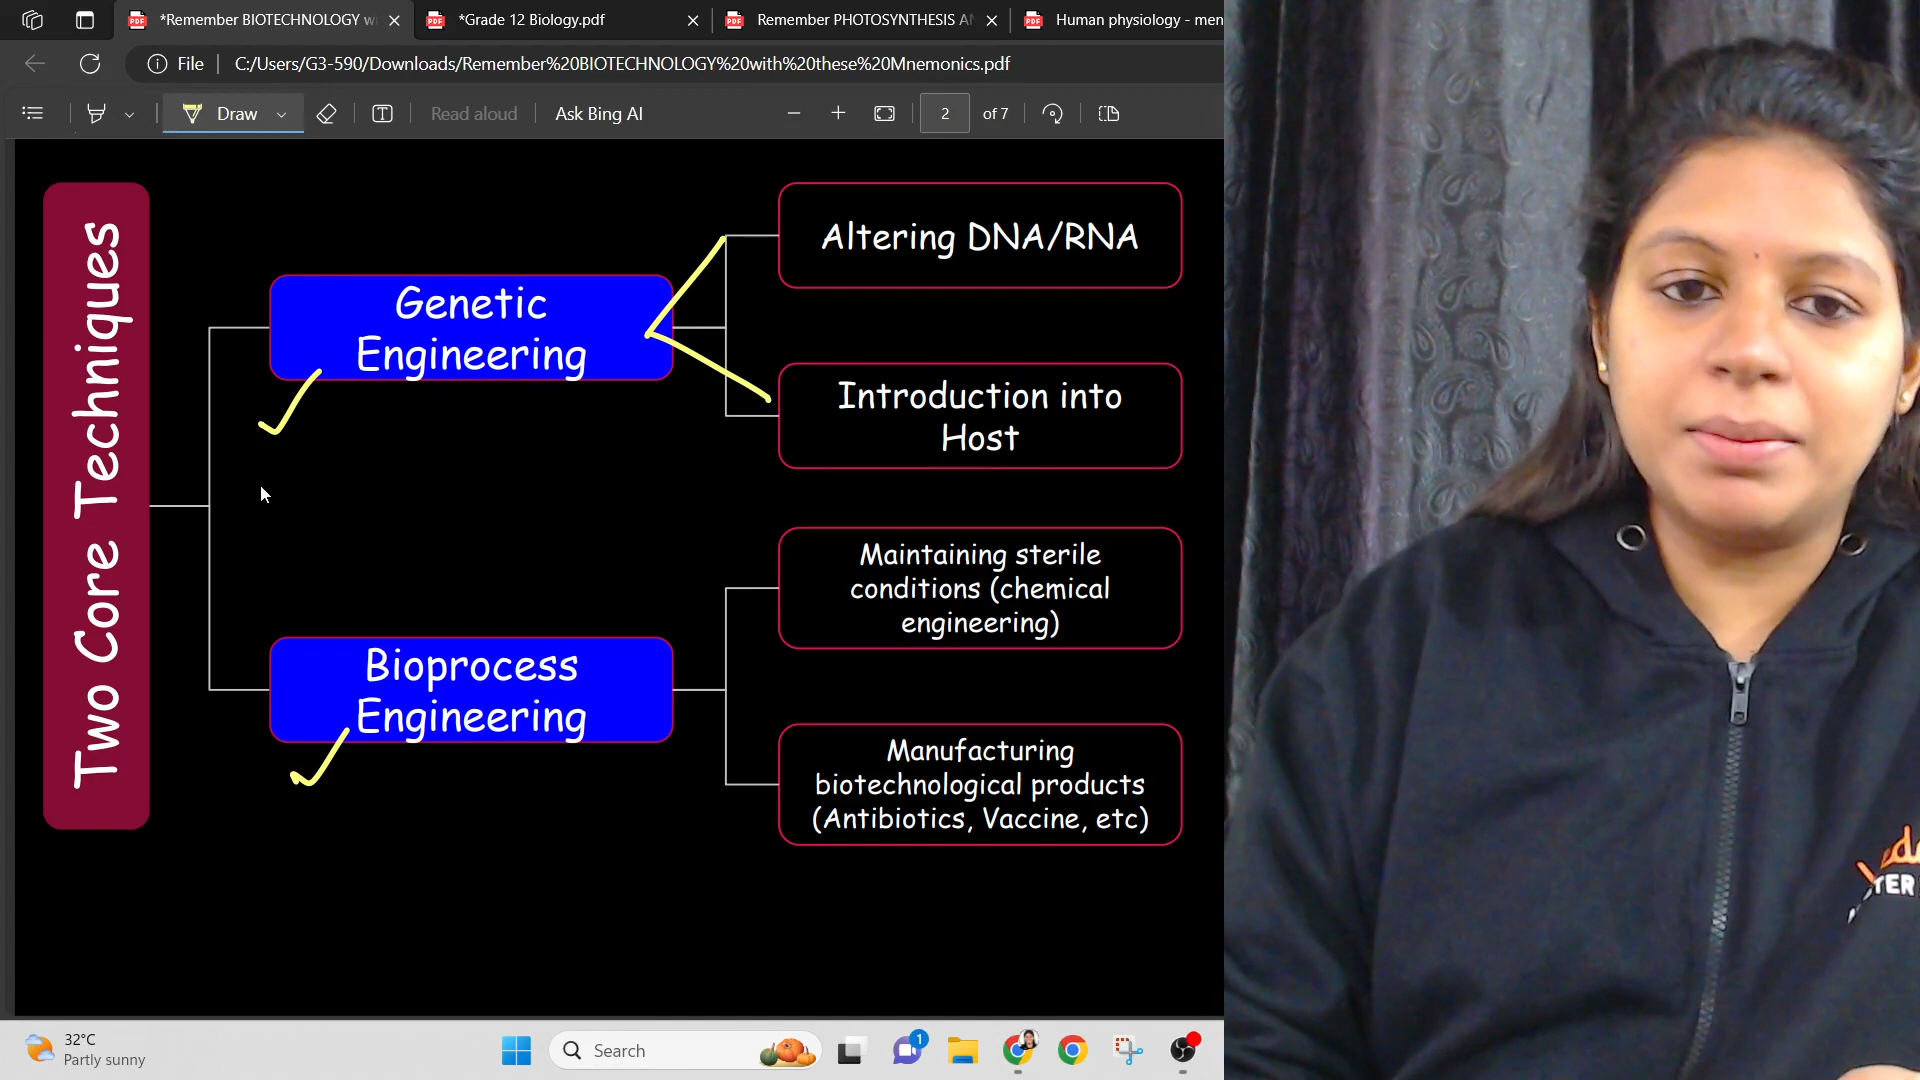 *Remember BIOTECHNOLOGY
*Grade 12 Biology.pdf
Remember PHOTOSYNTHESIS
Human physiology -
File
C:/Users/G3-590/Downloads/Remember%20BIOTECHNOLOGY%20with%20these%20Mnemonics.pdf
Draw
Read aloud
Ask Bing AI
2
of 7
Two Core Techniques
Genetic
Engineering
Altering DNA/RNA
Introduction into
Host
Bioprocess
Engineering
Maintaining sterile
conditions (chemical
engineering)
Manufacturing
biotechnological products
(Antibiotics, Vaccine, etc)
32°C
Partly sunny
Search
1